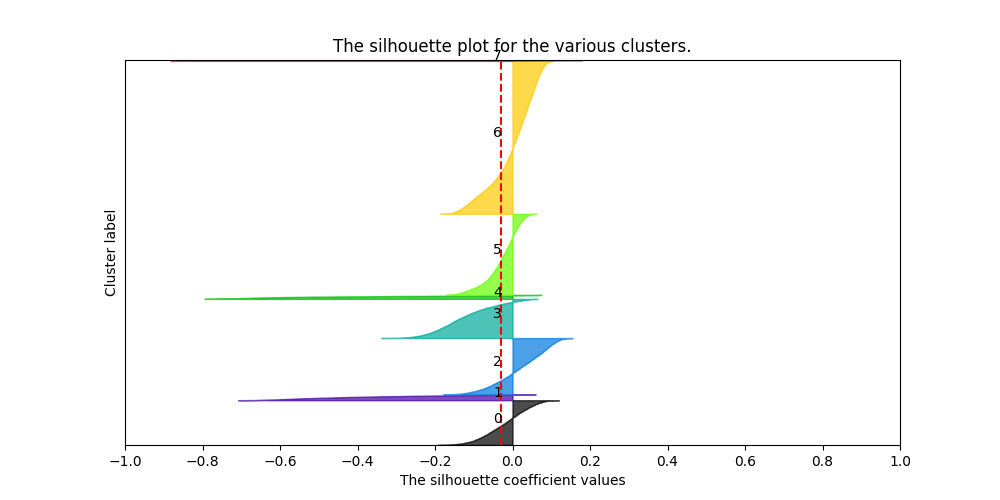 The silhouette plot for the various clusters.
7
6
5
4
3
2
1
0
Cluster label
−1.0 −0.8 −0.6 −0.4 −0.2 0.0 0.2 0.4 0.6 0.8 1.0
The silhouette coefficient values